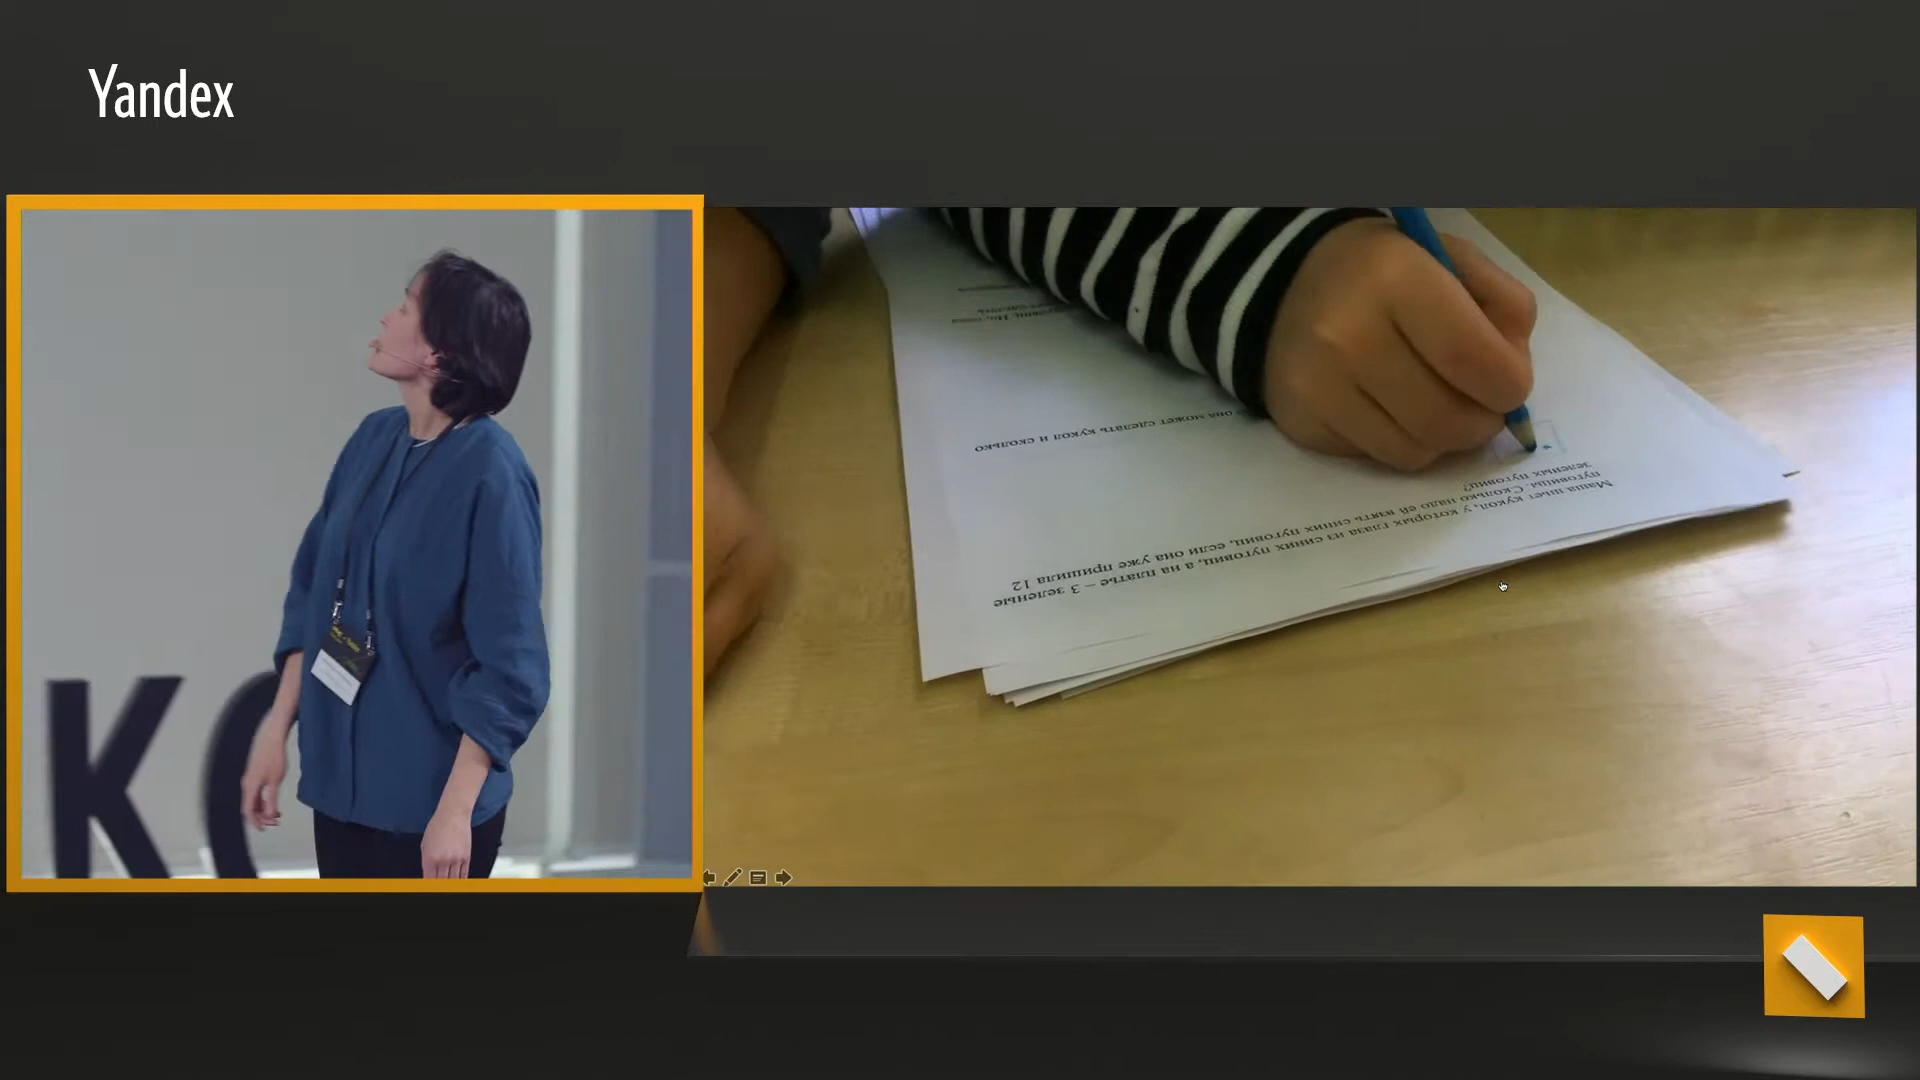 Yandex
К
Маша шьет кукол, у которых глаза из синих пуговиц, а на платье – 3 зеленые
пуговицы. Сколько надо ей взять синих пуговиц, если она уже пришила 12
зеленых пуговиц?
она может сделать кукол и сколько